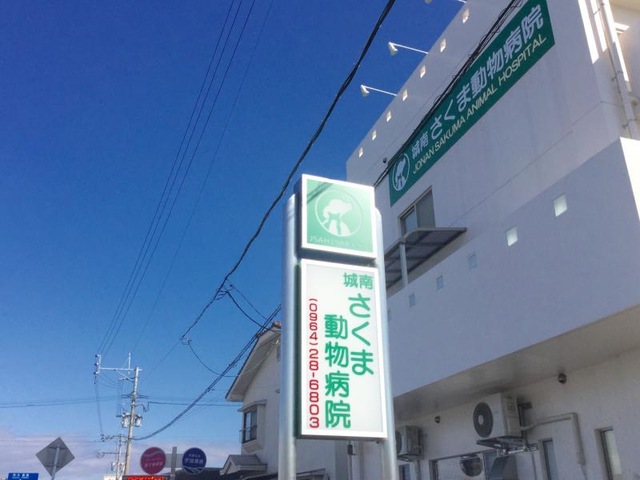 城南さくま動物病院
JONAN SAKUMA ANIMAL HOSPITAL
城南
さくま
動物病院
(0964)28-6803